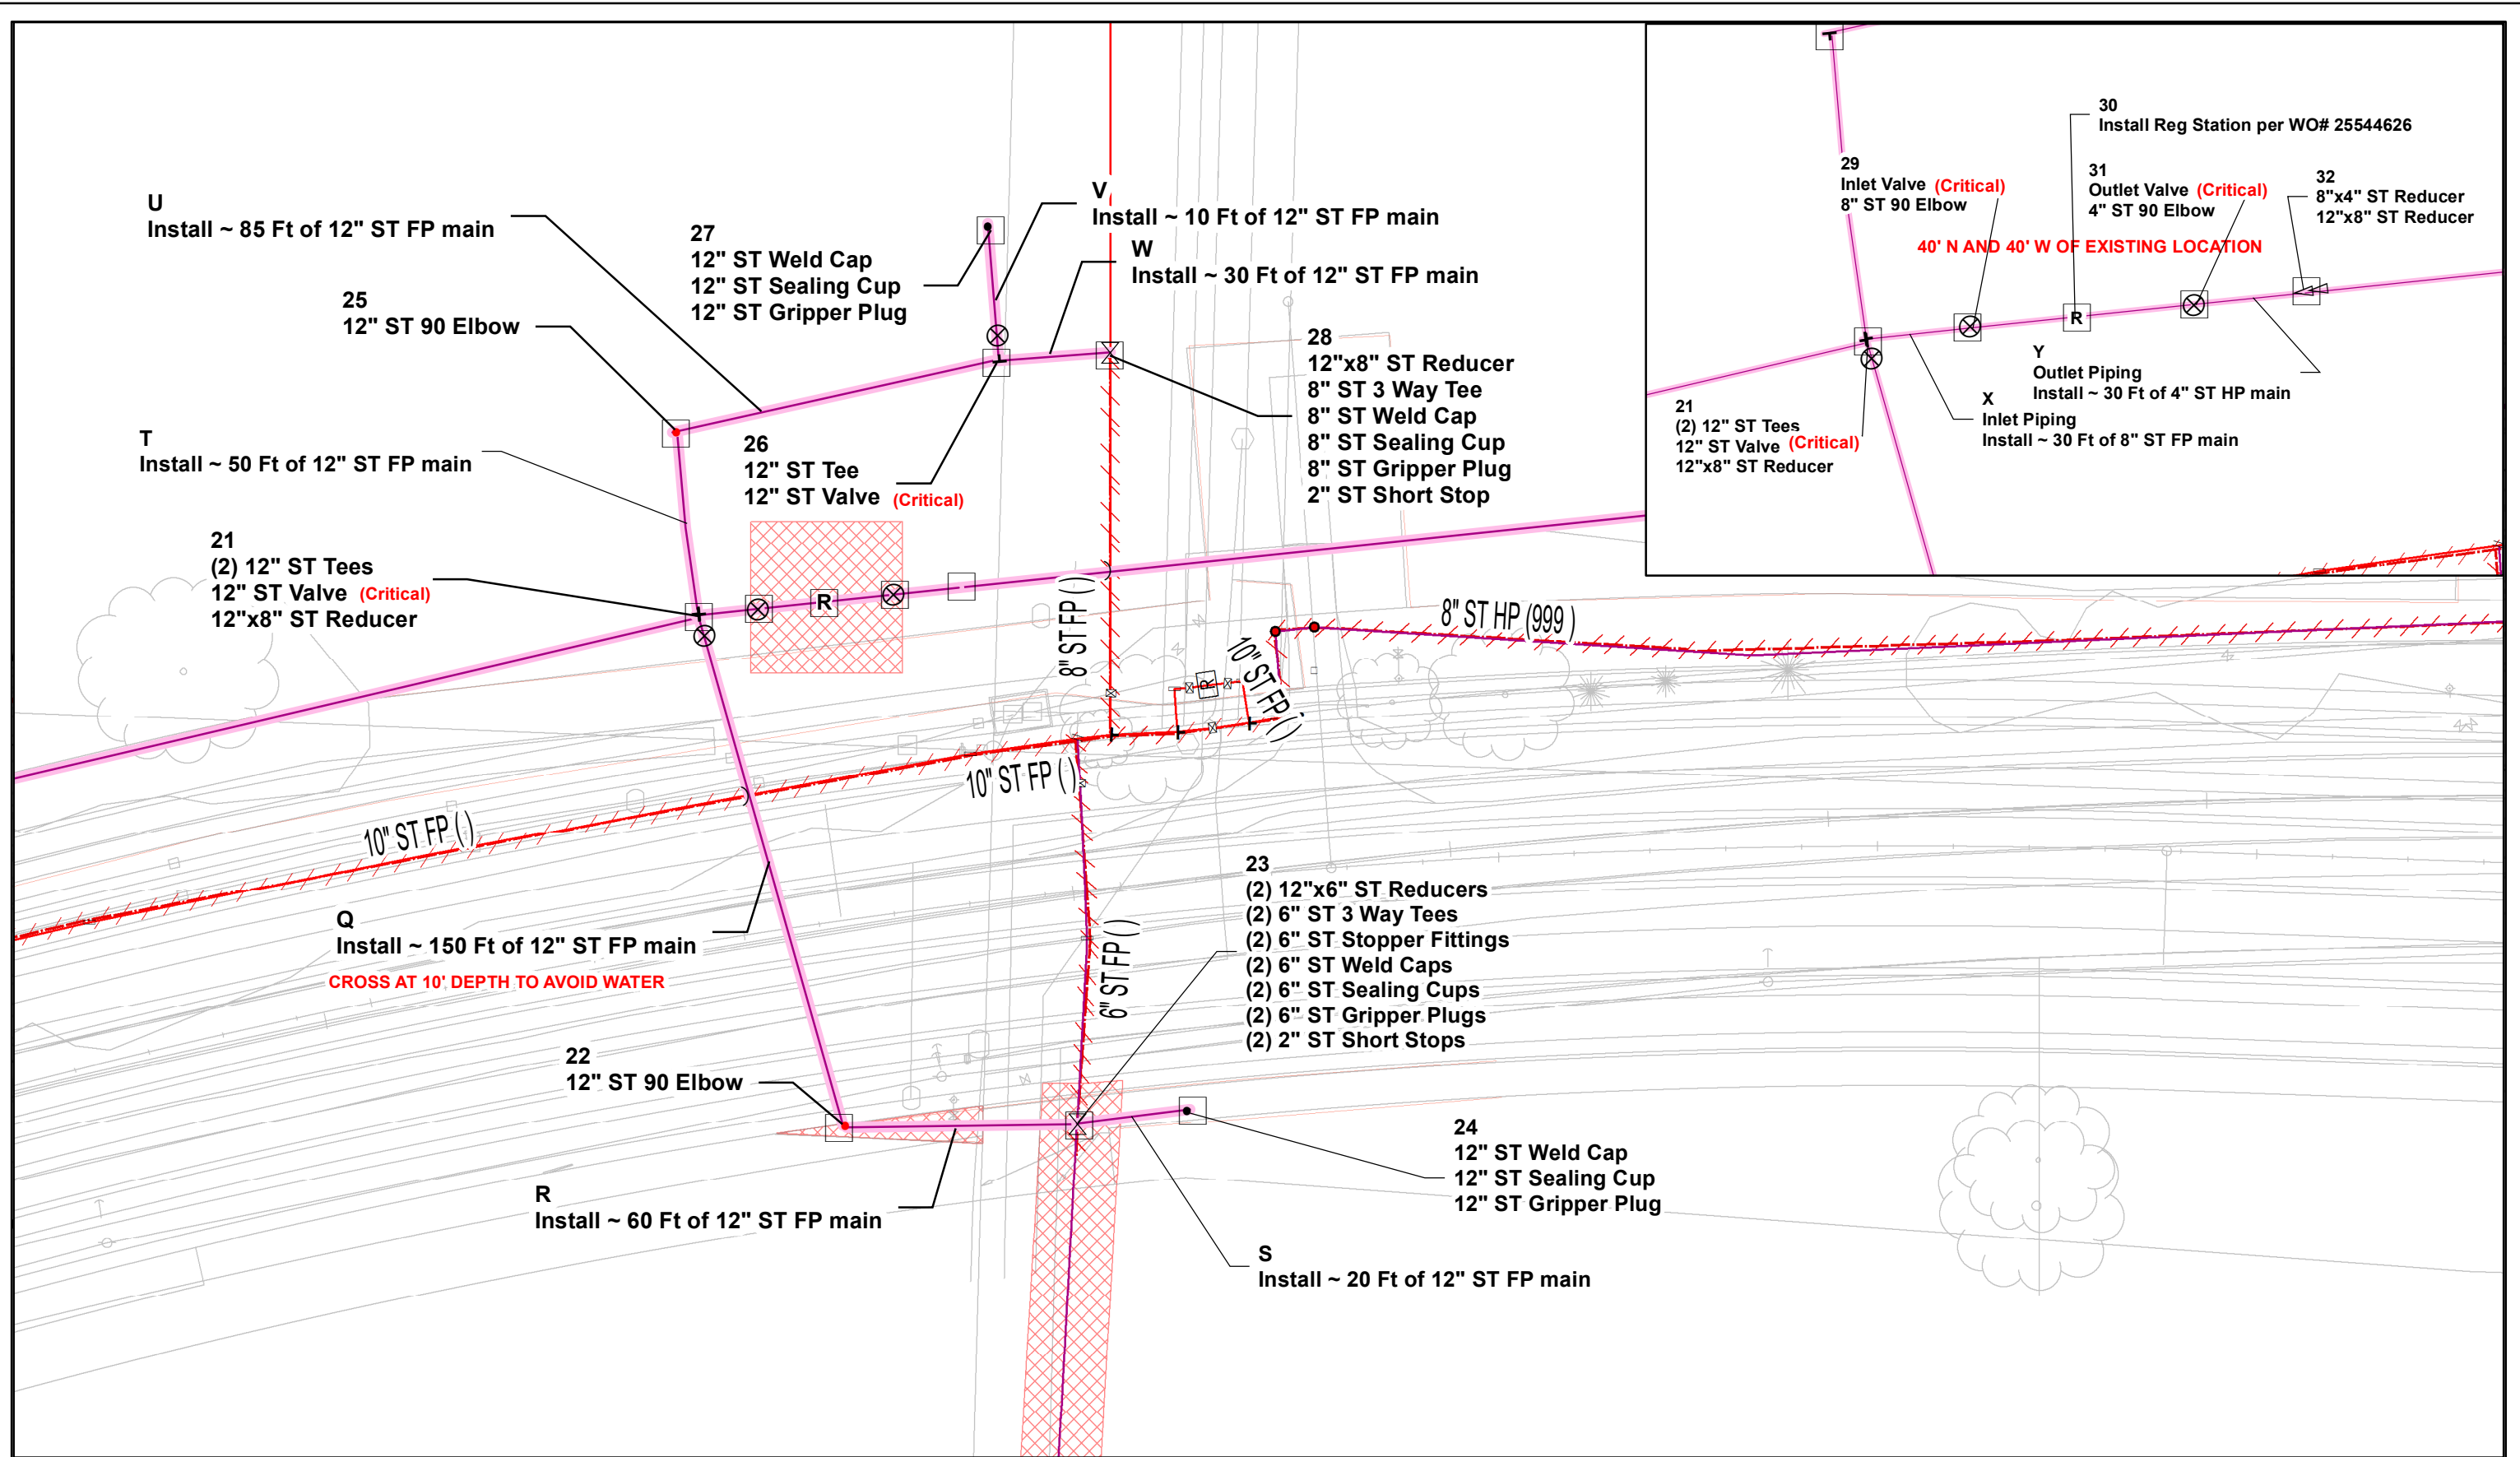 U
Install ~ 85 Ft of 12" ST FP main
25
12" ST 90 Elbow
27
12" ST Weld Cap
12" ST Sealing Cup
12" ST Gripper Plug
V
Install ~ 10 Ft of 12" ST FP main
W
Install ~ 30 Ft of 12" ST FP main
28
12"x8" ST Reducer
8" ST 3 Way Tee
8" ST Weld Cap
8" ST Sealing Cup
8" ST Gripper Plug
2" ST Short Stop
T
Install ~ 50 Ft of 12" ST FP main
26
12" ST Tee
12" ST Valve (Critical)
21
(2) 12" ST Tees
12" ST Valve (Critical)
12"x8" ST Reducer
R
8" ST FP ( )
R
10" ST FP ( )
8" ST HP (999 )
10" ST FP ( )
10" ST FP ( )
Q
Install ~ 150 Ft of 12" ST FP main
CROSS AT 10' DEPTH TO AVOID WATER
6" ST FP ( )
23
(2) 12"x6" ST Reducers
(2) 6" ST 3 Way Tees
(2) 6" ST Stopper Fittings
(2) 6" ST Weld Caps
(2) 6" ST Sealing Cups
(2) 6" ST Gripper Plugs
(2) 2" ST Short Stops
22
12" ST 90 Elbow
R
Install ~ 60 Ft of 12" ST FP main
24
12" ST Weld Cap
12" ST Sealing Cup
12" ST Gripper Plug
S
Install ~ 20 Ft of 12" ST FP main
30
Install Reg Station per WO# 25544626
29
Inlet Valve (Critical)
8" ST 90 Elbow
31
Outlet Valve (Critical)
4" ST 90 Elbow
32
8"x4" ST Reducer
12"x8" ST Reducer
40' N AND 40' W OF EXISTING LOCATION
R
Y
Outlet Piping
Install ~ 30 Ft of 4" ST HP main
X
Inlet Piping
Install ~ 30 Ft of 8" ST FP main
21
(2) 12" ST Tees
12" ST Valve (Critical)
12"x8" ST Reducer